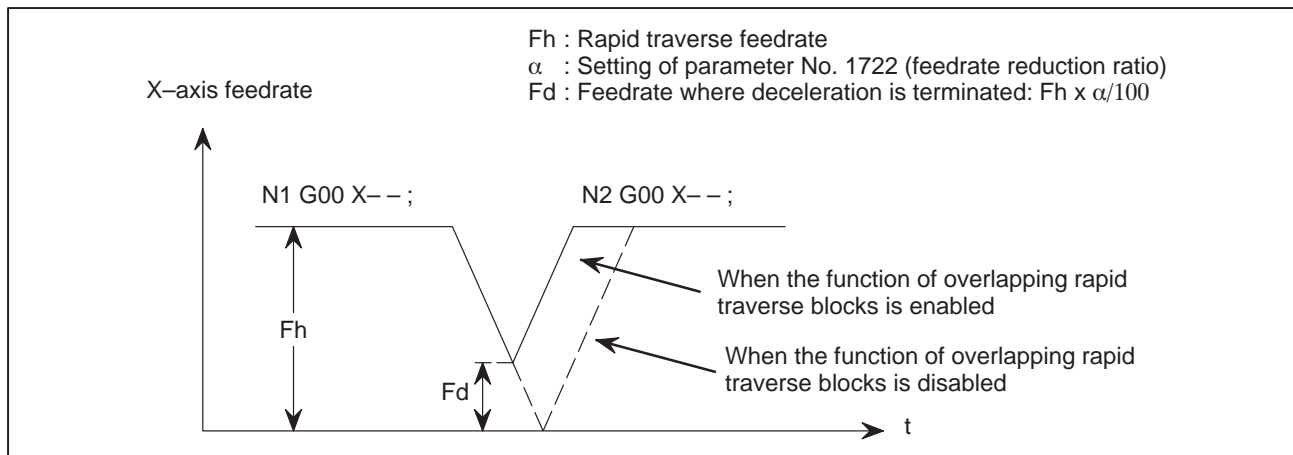 Fh : Rapid traverse feedrate
α : Setting of parameter No. 1722 (feedrate reduction ratio)
Fd : Feedrate where deceleration is terminated: Fh x α/100
X–axis feedrate
N1 G00 X– – ;
N2 G00 X– – ;
When the function of overlapping rapid
traverse blocks is enabled
Fh
When the function of overlapping rapid
traverse blocks is disabled
Fd
t